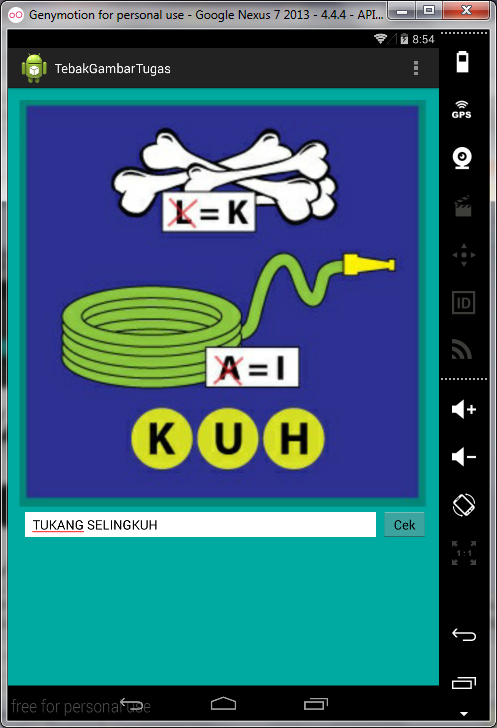 Genymotion for personal use - Google Nexus 7 2013 - 4.4.4 - API...
8:54
TebakGambarTugas
GPS
L = K
ID
A = I
K U H
TUKANG SELINGKUH
Cek
1:1
free for personal use